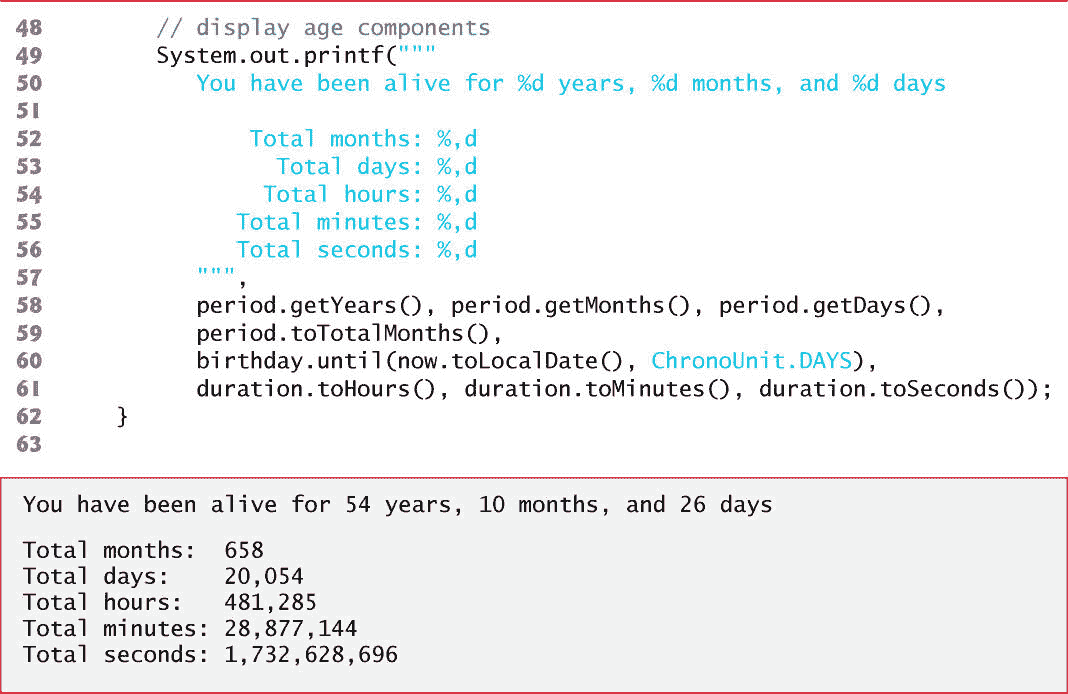 48 // display age components
49 System.out.printf("""
50 You have been alive for %d years, %d months, and %d days
51
52 Total months: %,d
53 Total days: %,d
54 Total hours: %,d
55 Total minutes: %,d
56 Total seconds: %,d
57 """,
58 period.getYears(), period.getMonths(), period.getDays(),
59 period.toTotalMonths(),
60 birthday.until(now.toLocalDate(), ChronoUnit.DAYS),
61 duration.toHours(), duration.toMinutes(), duration.toSeconds());
62 }
63
You have been alive for 54 years, 10 months, and 26 days
Total months: 658
Total days: 20,054
Total hours: 481,285
Total minutes: 28,877,144
Total seconds: 1,732,628,696